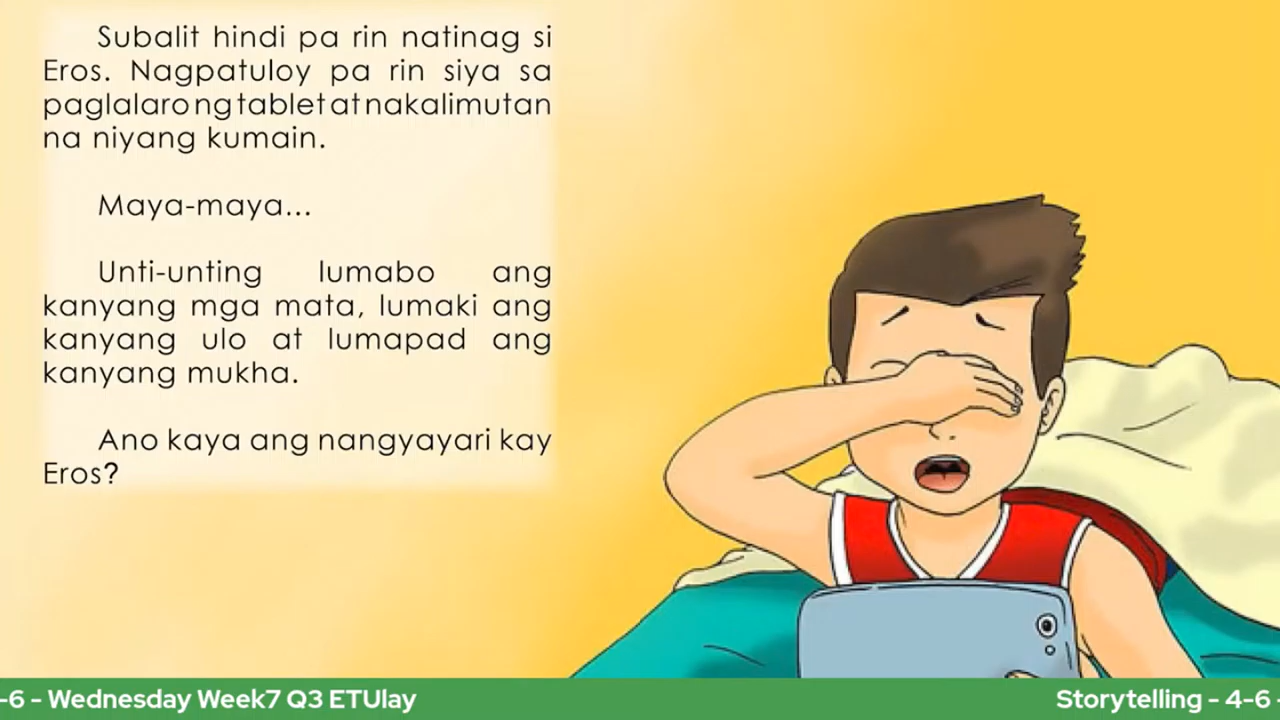 Subalit hindi pa rin natinag si
Eros. Nagpatuloy pa rin siya sa
paglalaro ng tablet at nakalimutan
na niyang kumain.
Maya-maya...
Unti-unting lumabo ang
kanyang mga mata, lumaki ang
kanyang ulo at lumapad ang
kanyang mukha.
Ano kaya ang nangyayari kay
Eros?
-6 - Wednesday Week7 Q3 ETUlay
Storytelling - 4-6 -